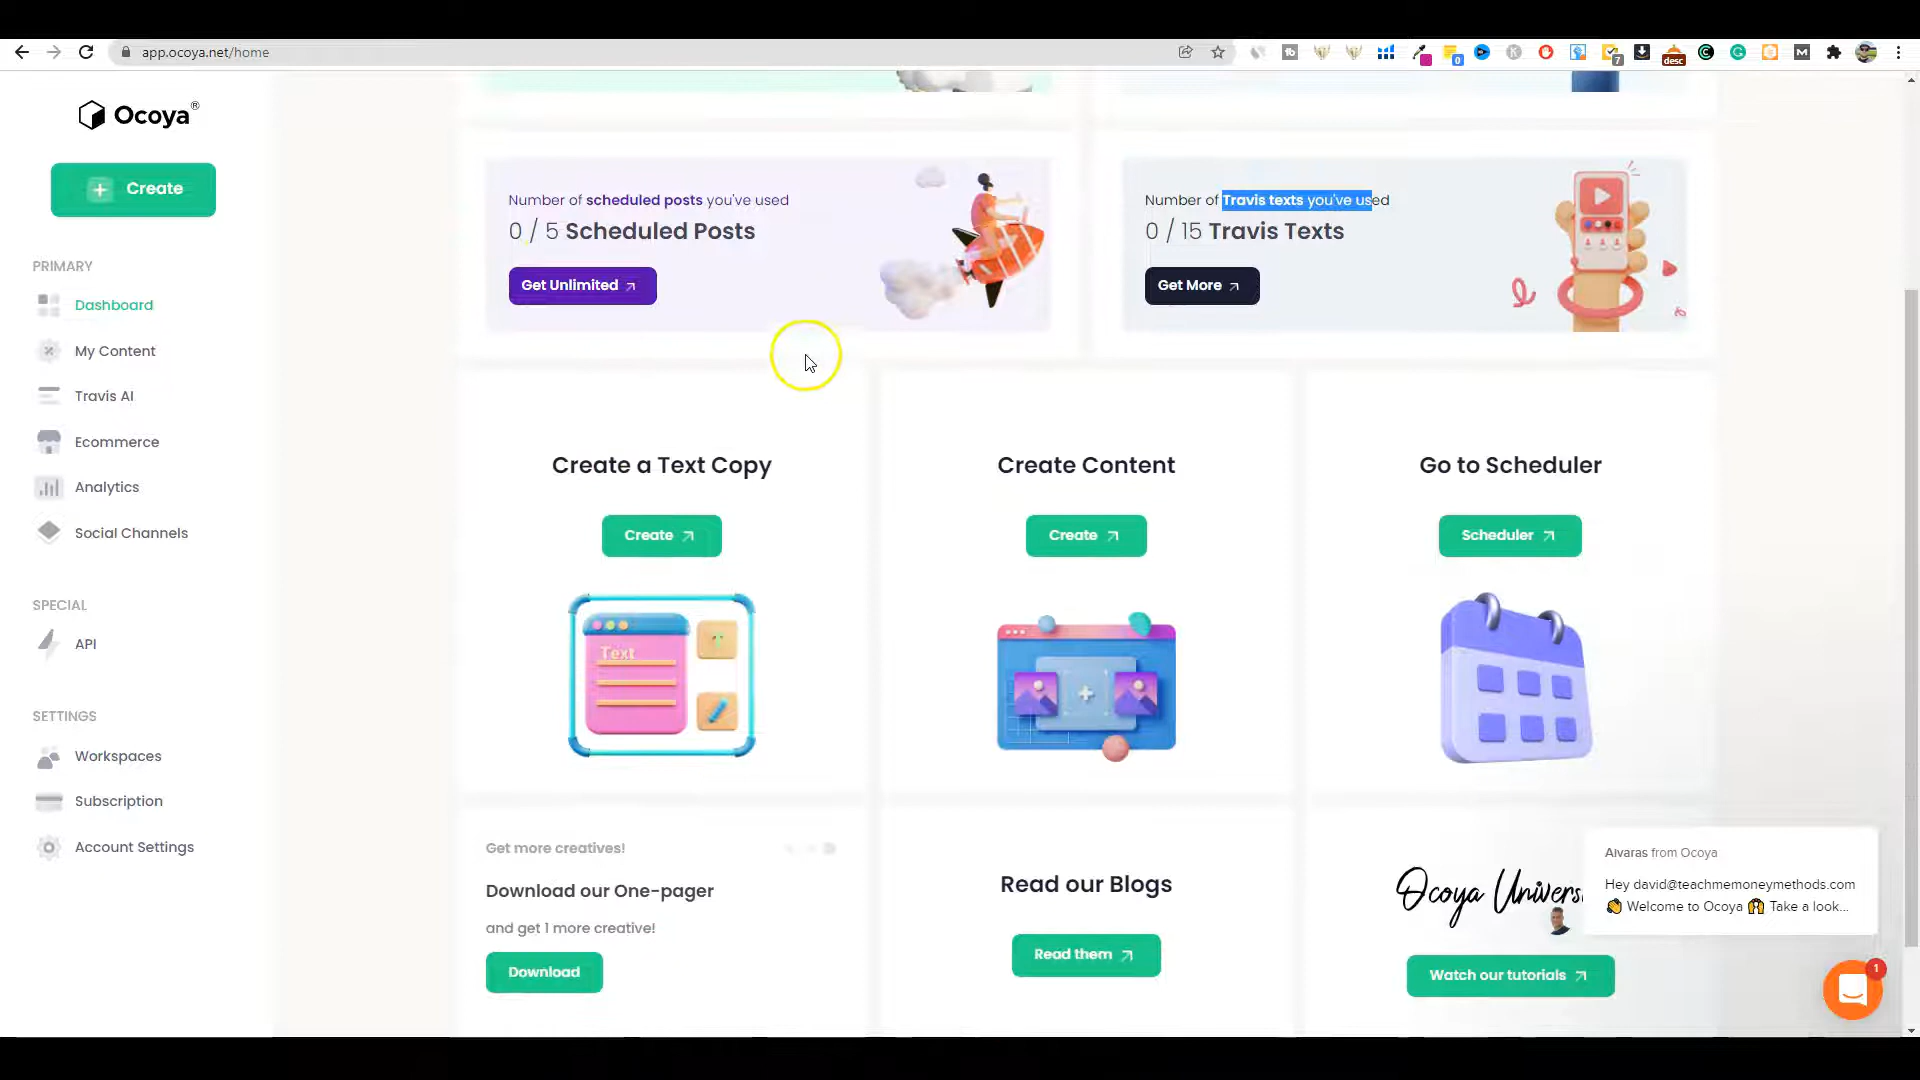 app.ocoya.net/home
0
7
desc
Ocoya®
+ Create
PRIMARY
Dashboard
My Content
Travis AI
Ecommerce
Analytics
Social Channels
SPECIAL
API
SETTINGS
Workspaces
Subscription
Account Settings
Number of scheduled posts you've used
0 / 5 Scheduled Posts
Get Unlimited
Number of Travis texts you've used
0 / 15 Travis Texts
Get More
Create a Text Copy
Create
Text
Create Content
Create
Go to Scheduler
Scheduler
Get more creatives!
Download our One-pager
and get 1 more creative!
Download
Read our Blogs
Read them
Ocoya Univers
Watch our tutorials
Alvaras from Ocoya
Hey david@teachmemoneymethods.com
👏 Welcome to Ocoya 🙌 Take a look...
1